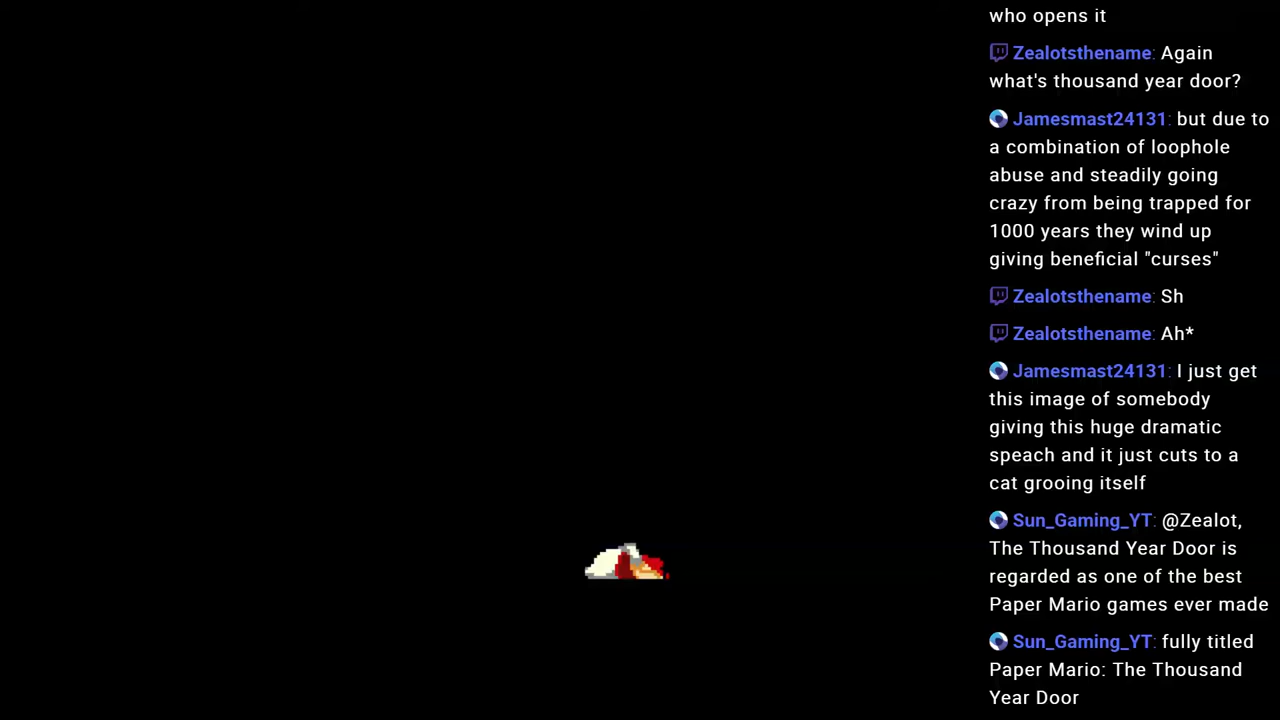 who opens it
Zealotsthename: Again
what's thousand year door?
Jamesmast24131: but due to
a combination of loophole
abuse and steadily going
crazy from being trapped for
1000 years they wind up
giving beneficial "curses"
Zealotsthename: Sh
Zealotsthename: Ah*
Jamesmast24131: I just get
this image of somebody
giving this huge dramatic
speach and it just cuts to a
cat grooing itself
Sun_Gaming_YT: @Zealot,
The Thousand Year Door is
regarded as one of the best
Paper Mario games ever made
Sun_Gaming_YT: fully titled
Paper Mario: The Thousand
Year Door